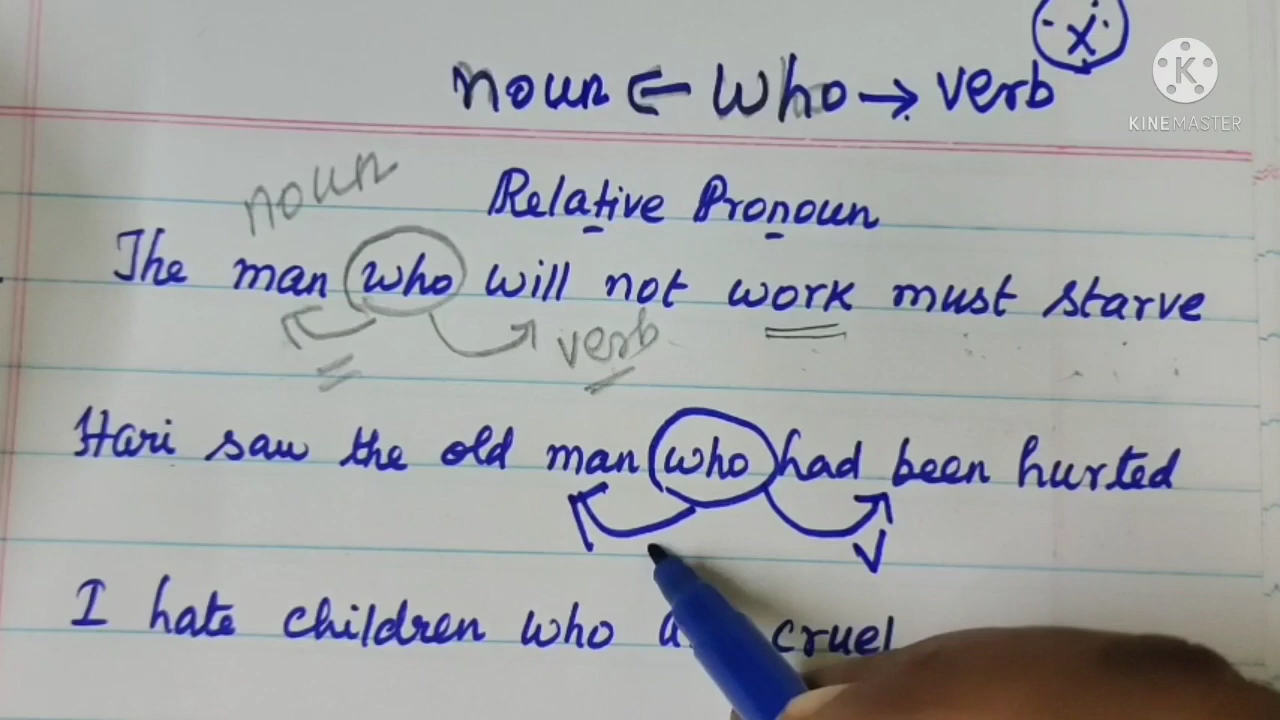 noun ← who → verb x
KINEMASTER
noun
Relative Pronoun
The man who will not work must starve
verb
Hari saw the old man who had been hurted
V
I hate children who cruel